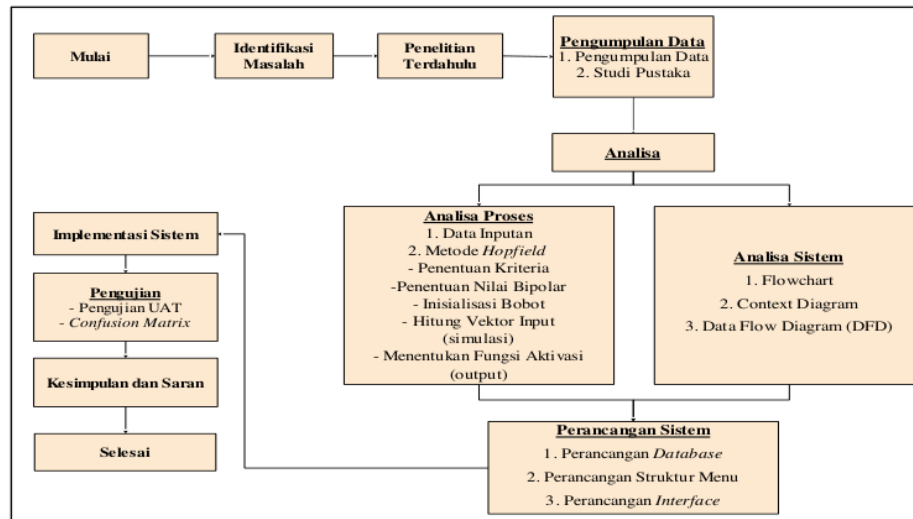 Mulai
Identifikasi
Masalah
Penelitian
Terdahulu
Pengumpulan Data
1. Pengumpulan Data
2. Studi Pustaka
Analisa
Analisa Proses
1. Data Inputan
2. Metode Hopfield
- Penentuan Kriteria
-Penentuan Nilai Bipolar
- Inisialisasi Bobot
- Hitung Vektor Input
(simulasi)
- Menentukan Fungsi Aktivasi
(output)
Analisa Sistem
1. Flowchart
2. Context Diagram
3. Data Flow Diagram (DFD)
Perancangan Sistem
1. Perancangan Database
2. Perancangan Struktur Menu
3. Perancangan Interface
Implementasi Sistem
Pengujian
- Pengujian UAT
- Confusion Matrix
Kesimpulan dan Saran
Selesai